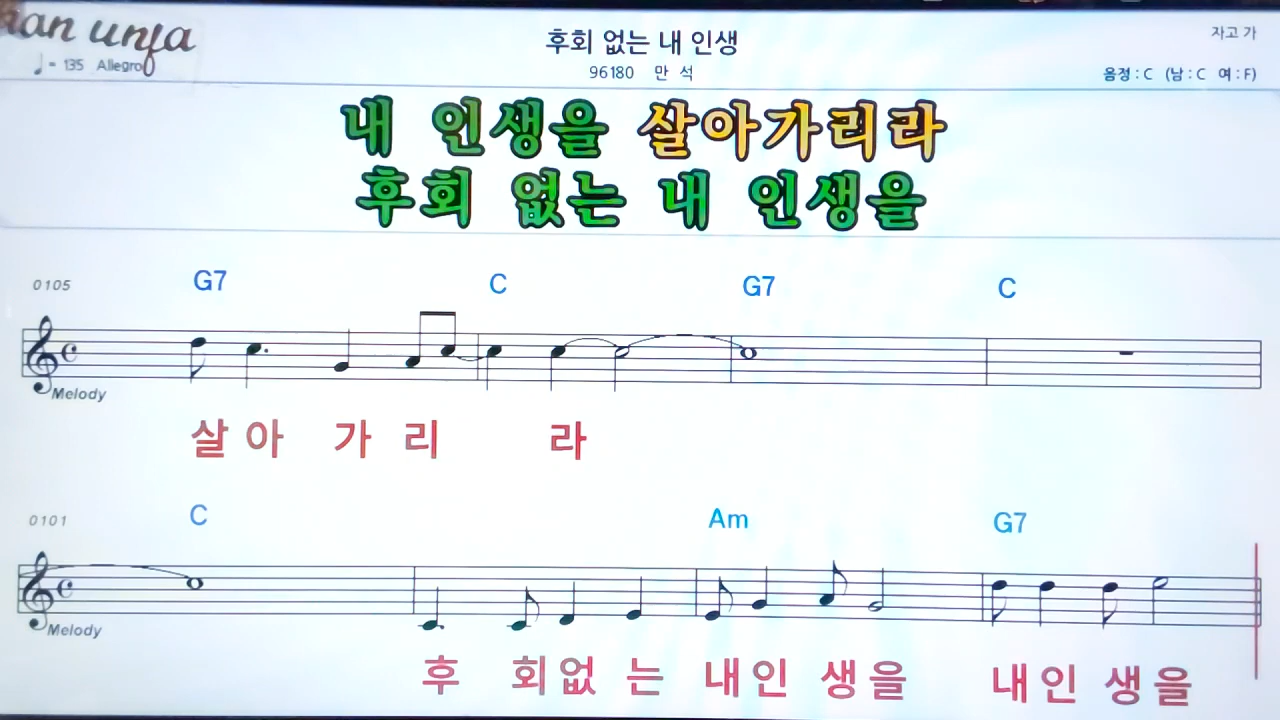 후회 없는 내 인생
자고 가
♩= 135 Allegro
96180 만 석
음정 : C (남 : C 여 : F)
내 인생을 살아가리라
후회 없는 내 인생을
0105 G7 C G7 C
Melody
살 아 가 리 라
0101 C Am G7
Melody
후 회없 는 내인 생을 내인 생을